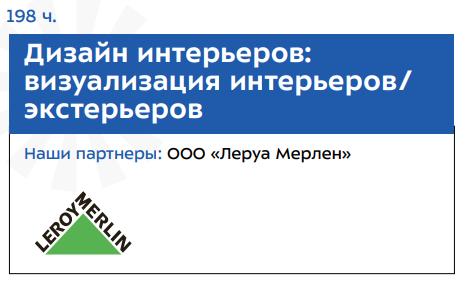 198 ч.
Дизайн интерьеров:
визуализация интерьеров/
экстерьеров
Наши партнеры: ООО «Леруа Мерлен»
LEROY MERLIN